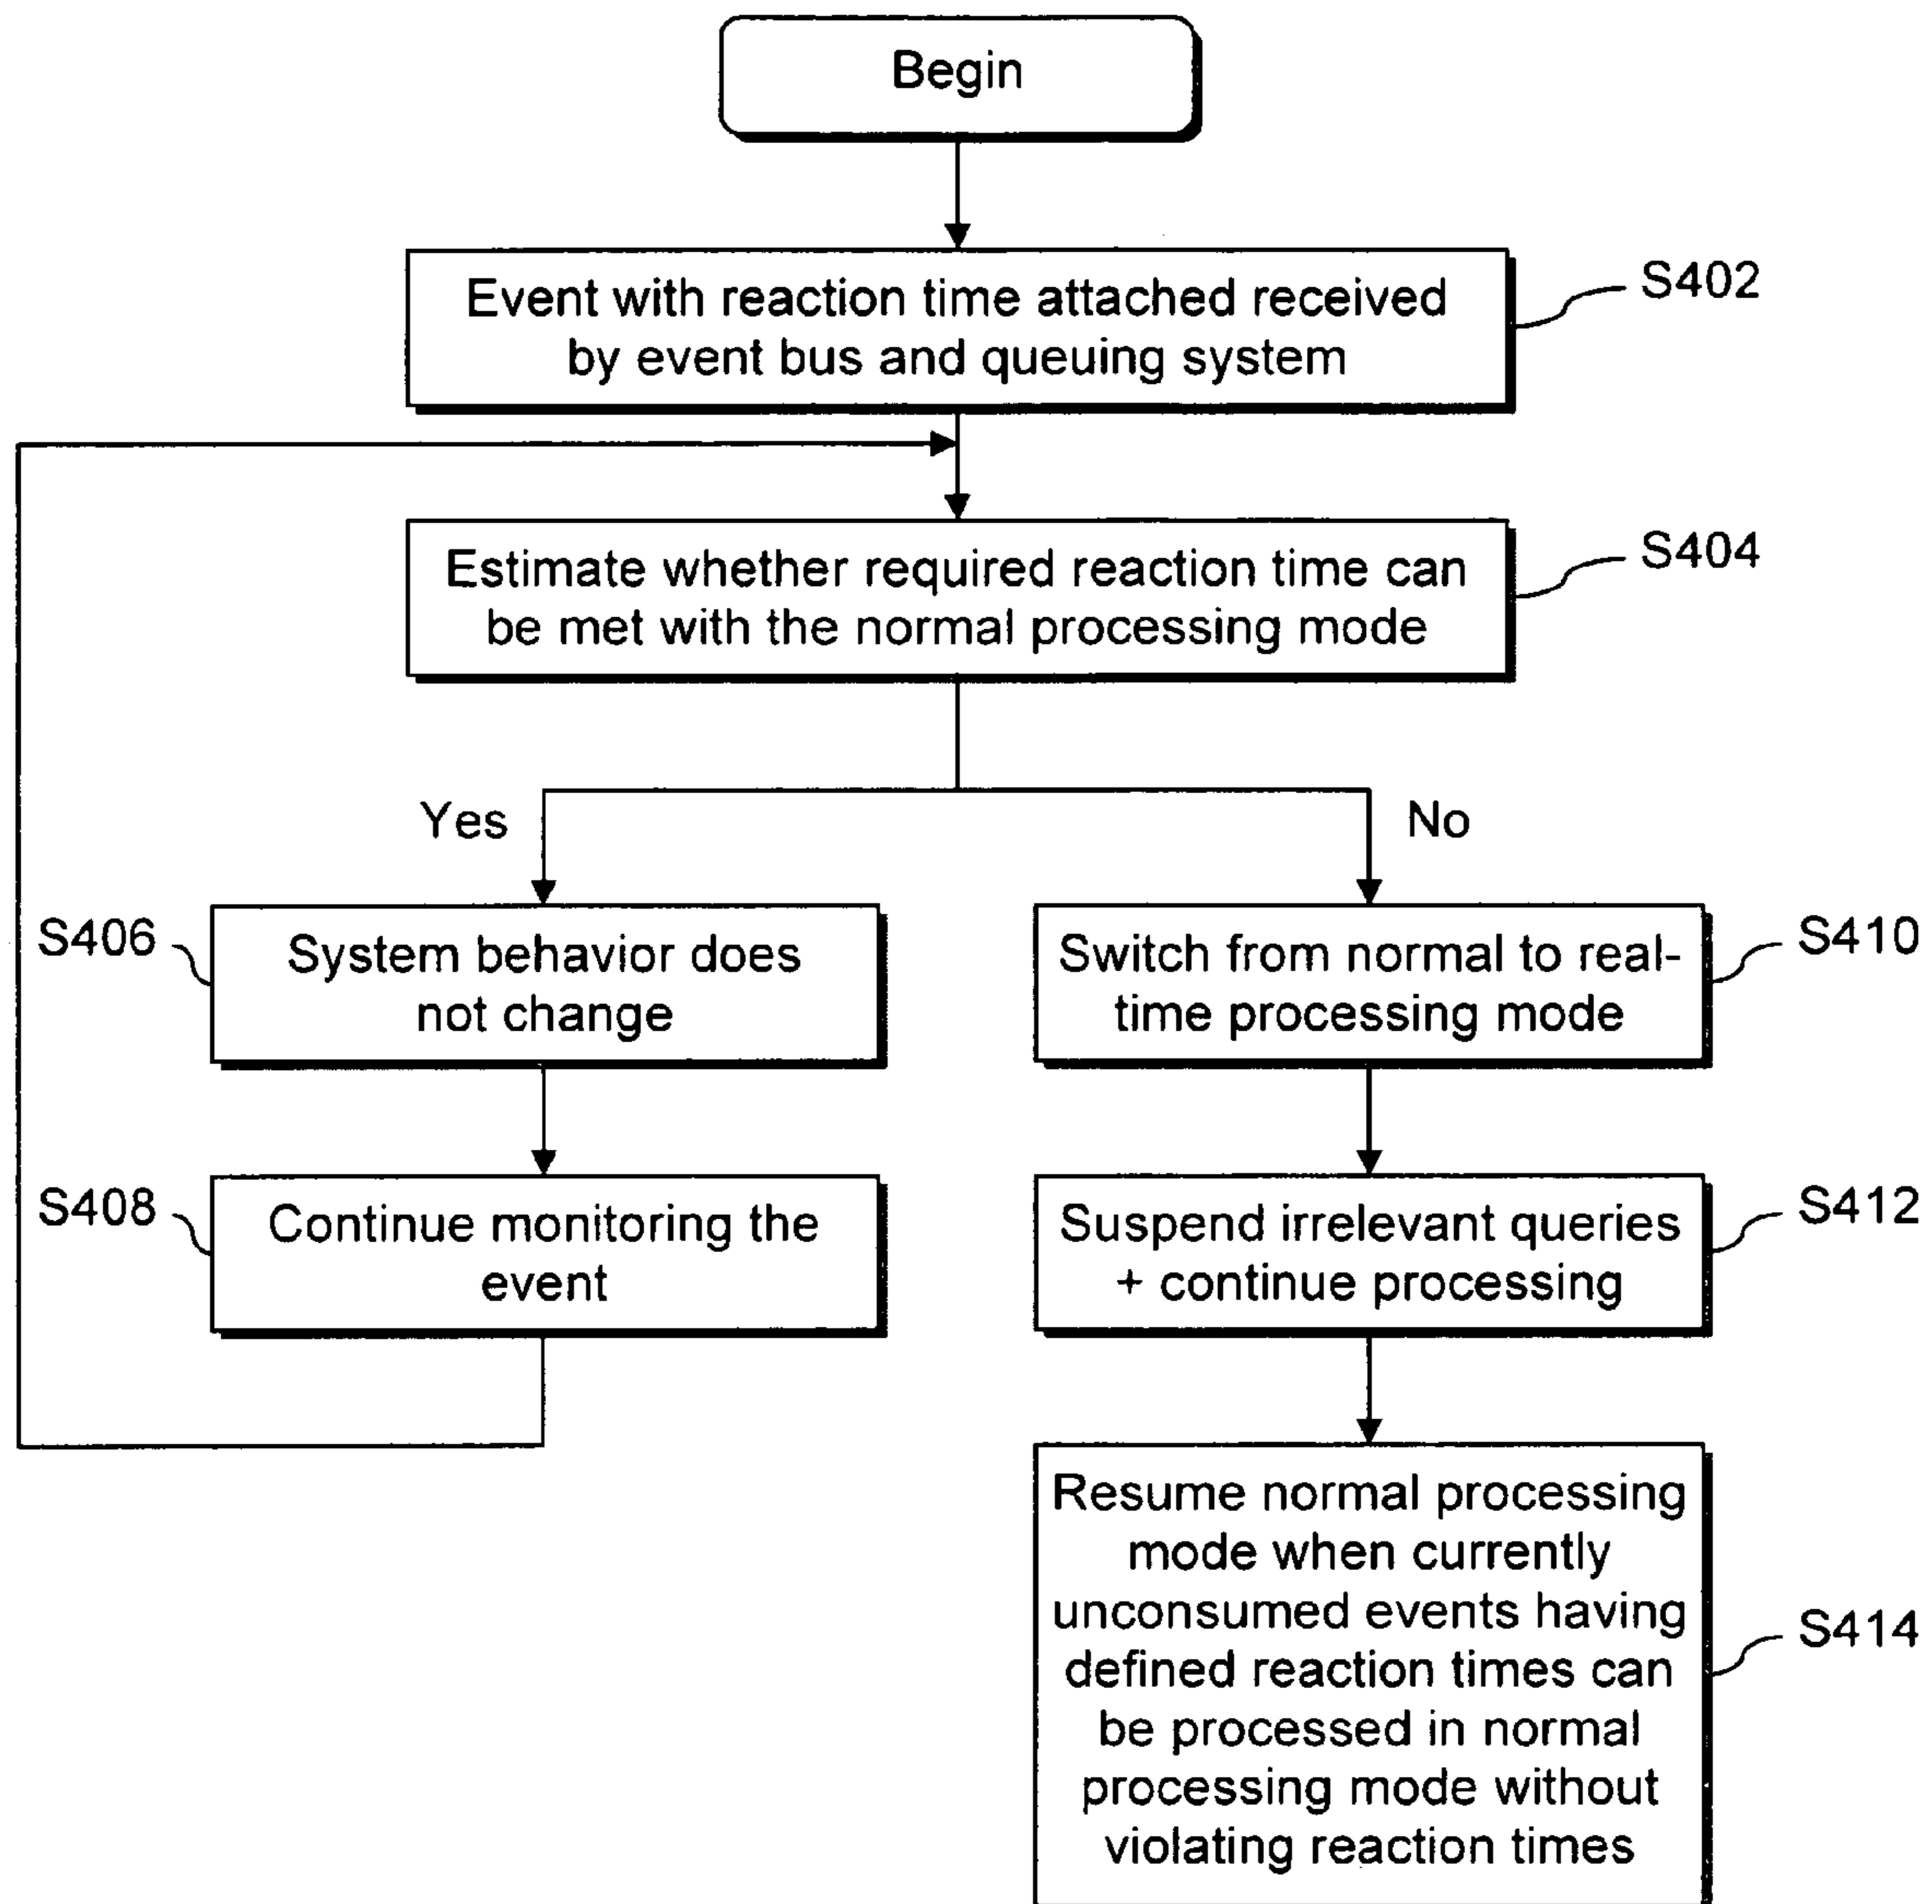 Begin
Event with reaction time attached received
by event bus and queuing system
S402
Estimate whether required reaction time can
be met with the normal processing mode
S404
Yes
No
S406
System behavior does
not change
Switch from normal to real-
time processing mode
S410
S408
Continue monitoring the
event
Suspend irrelevant queries
+ continue processing
S412
Resume normal processing
mode when currently
unconsumed events having
defined reaction times can
be processed in normal
processing mode without
violating reaction times
S414